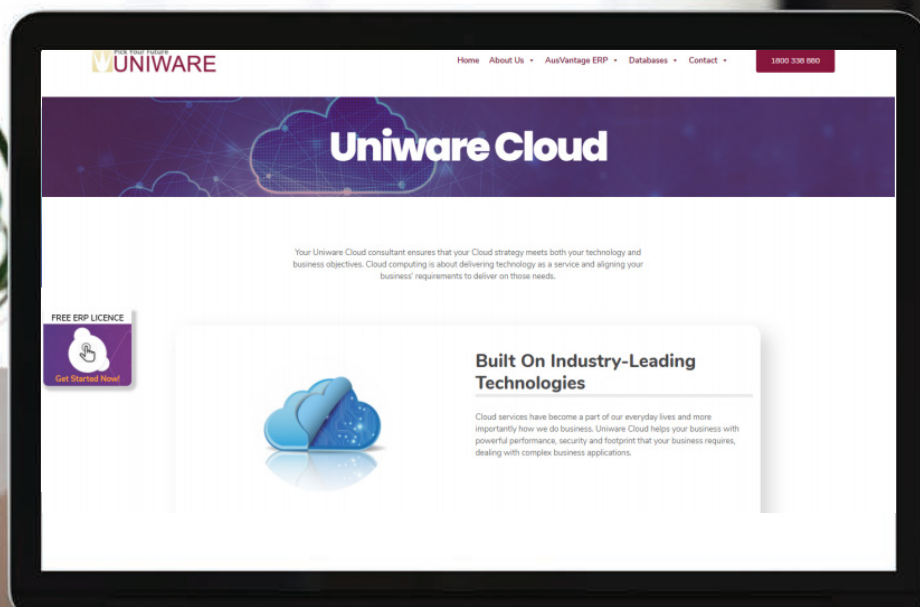 Pick Your Future
UNIWARE
Home About Us AusVantage ERP Databases Contact
1800 338 880
Uniware Cloud
Your Uniware Cloud consultant ensures that your Cloud strategy meets both your technology and
business objectives. Cloud computing is about delivering technology as a service and aligning your
business' requirements to deliver on those needs.
FREE ERP LICENCE
Get Started Now!
Built On Industry-Leading
Technologies
Cloud services have become a part of our everyday lives and more
importantly how we do business. Uniware Cloud helps your business with
powerful performance, security and footprint that your business requires,
dealing with complex business applications.